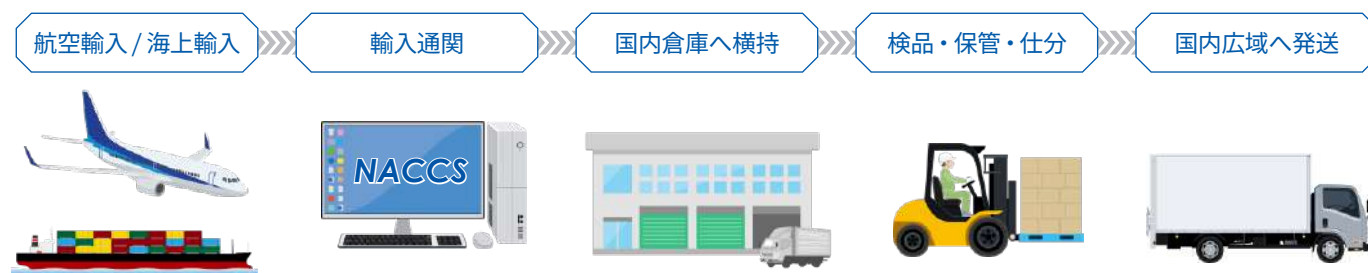 航空輸入 / 海上輸入
輸入通関
国内倉庫へ横持
検品・保管・仕分
国内広域へ発送
NACCS